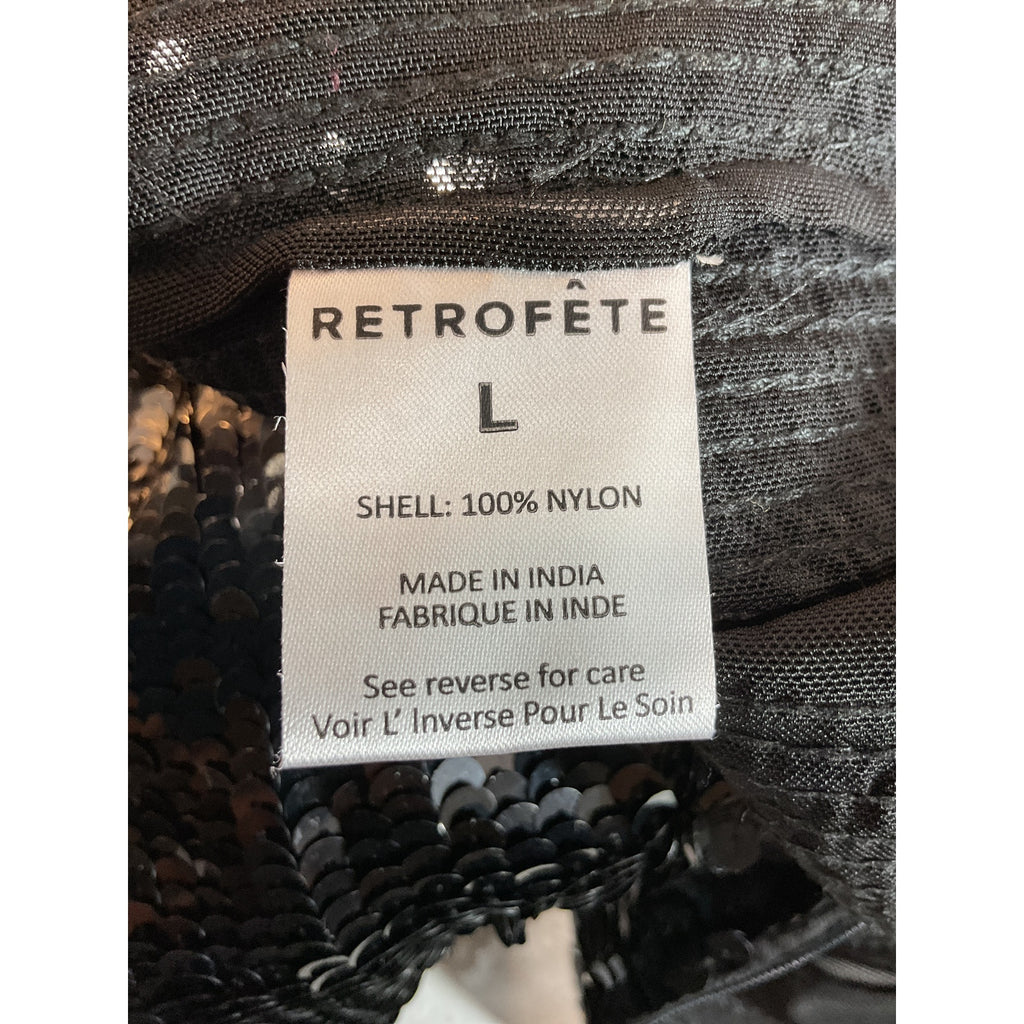 RETROFÊTE
L
SHELL: 100% NYLON
MADE IN INDIA
FABRIQUE IN INDE
See reverse for care
Voir L' Inverse Pour Le Soin